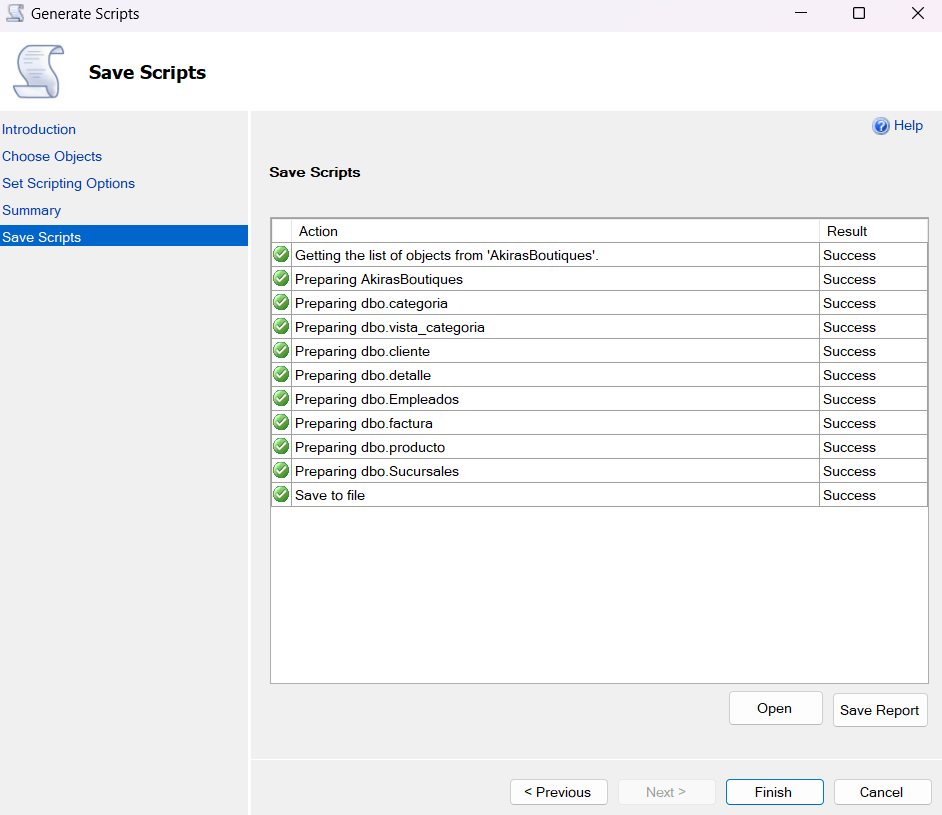 Generate Scripts
Save Scripts
Introduction
Choose Objects
Set Scripting Options
Summary
Save Scripts
Help
Save Scripts
Action Result
Getting the list of objects from 'AkirasBoutiques'. Success
Preparing AkirasBoutiques Success
Preparing dbo.categoria Success
Preparing dbo.vista_categoria Success
Preparing dbo.cliente Success
Preparing dbo.detalle Success
Preparing dbo.Empleados Success
Preparing dbo.factura Success
Preparing dbo.producto Success
Preparing dbo.Sucursales Success
Save to file Success
Open Save Report
< Previous Next > Finish Cancel